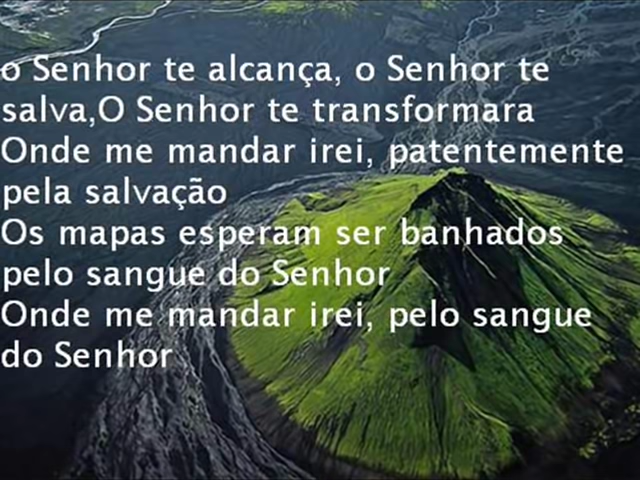 o Senhor te alcança, o Senhor te
salva,O Senhor te transformara
Onde me mandar irei, patentemente
pela salvação
Os mapas esperam ser banhados
pelo sangue do Senhor
Onde me mandar irei, pelo sangue
do Senhor